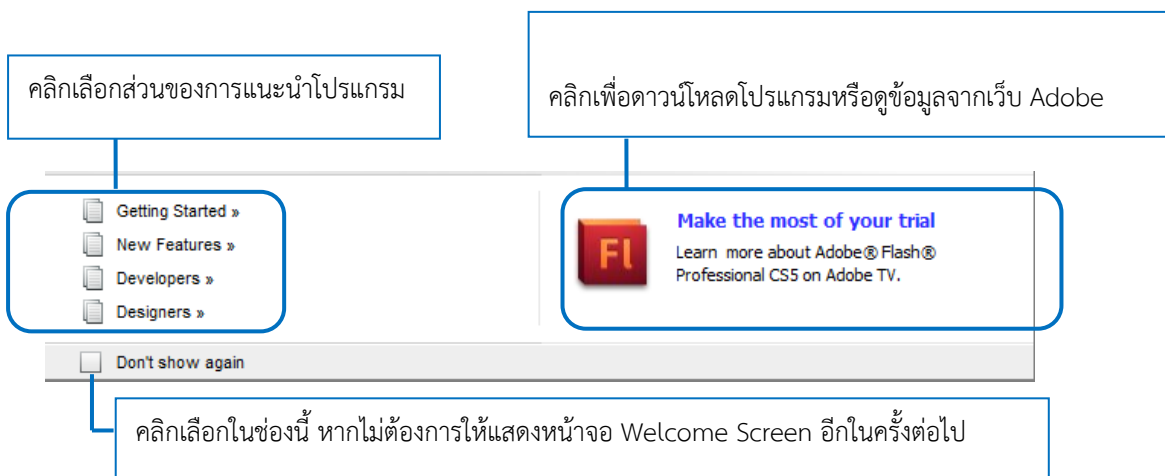 คลิกเลือกส่วนของการแนะนำโปรแกรม
คลิกเพื่อดาวน์โหลดโปรแกรมหรือดูข้อมูลจากเว็บ Adobe
Getting Started »
New Features »
Developers »
Designers »
Fl
Make the most of your trial
Learn more about Adobe® Flash®
Professional CS5 on Adobe TV.
Don't show again
คลิกเลือกในช่องนี้ หากไม่ต้องการให้แสดงหน้าจอ Welcome Screen อีกในครั้งต่อไป